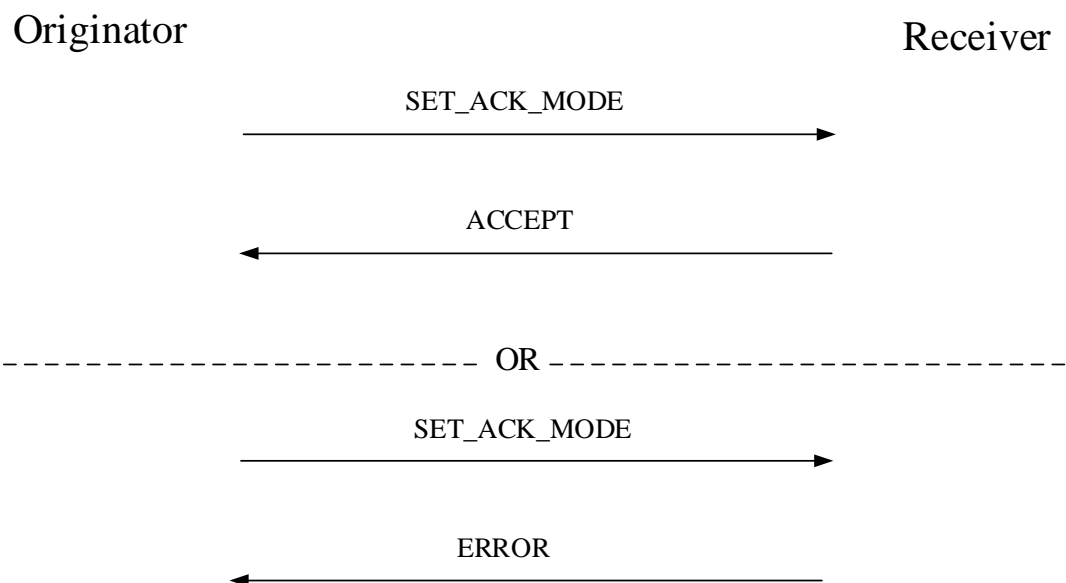 Originator
Receiver
SET_ACK_MODE
ACCEPT
OR
SET_ACK_MODE
ERROR